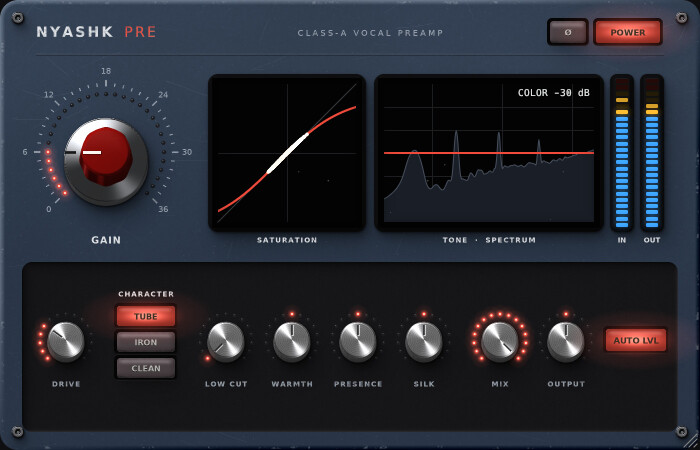 NYASHK PRE
CLASS-A VOCAL PREAMP
Ø
POWER
18
12
24
6
30
0
36
GAIN
COLOR -30 dB
SATURATION
TONE · SPECTRUM
IN
OUT
CHARACTER
TUBE
IRON
CLEAN
DRIVE
LOW CUT
WARMTH
PRESENCE
SILK
MIX
OUTPUT
AUTO LVL